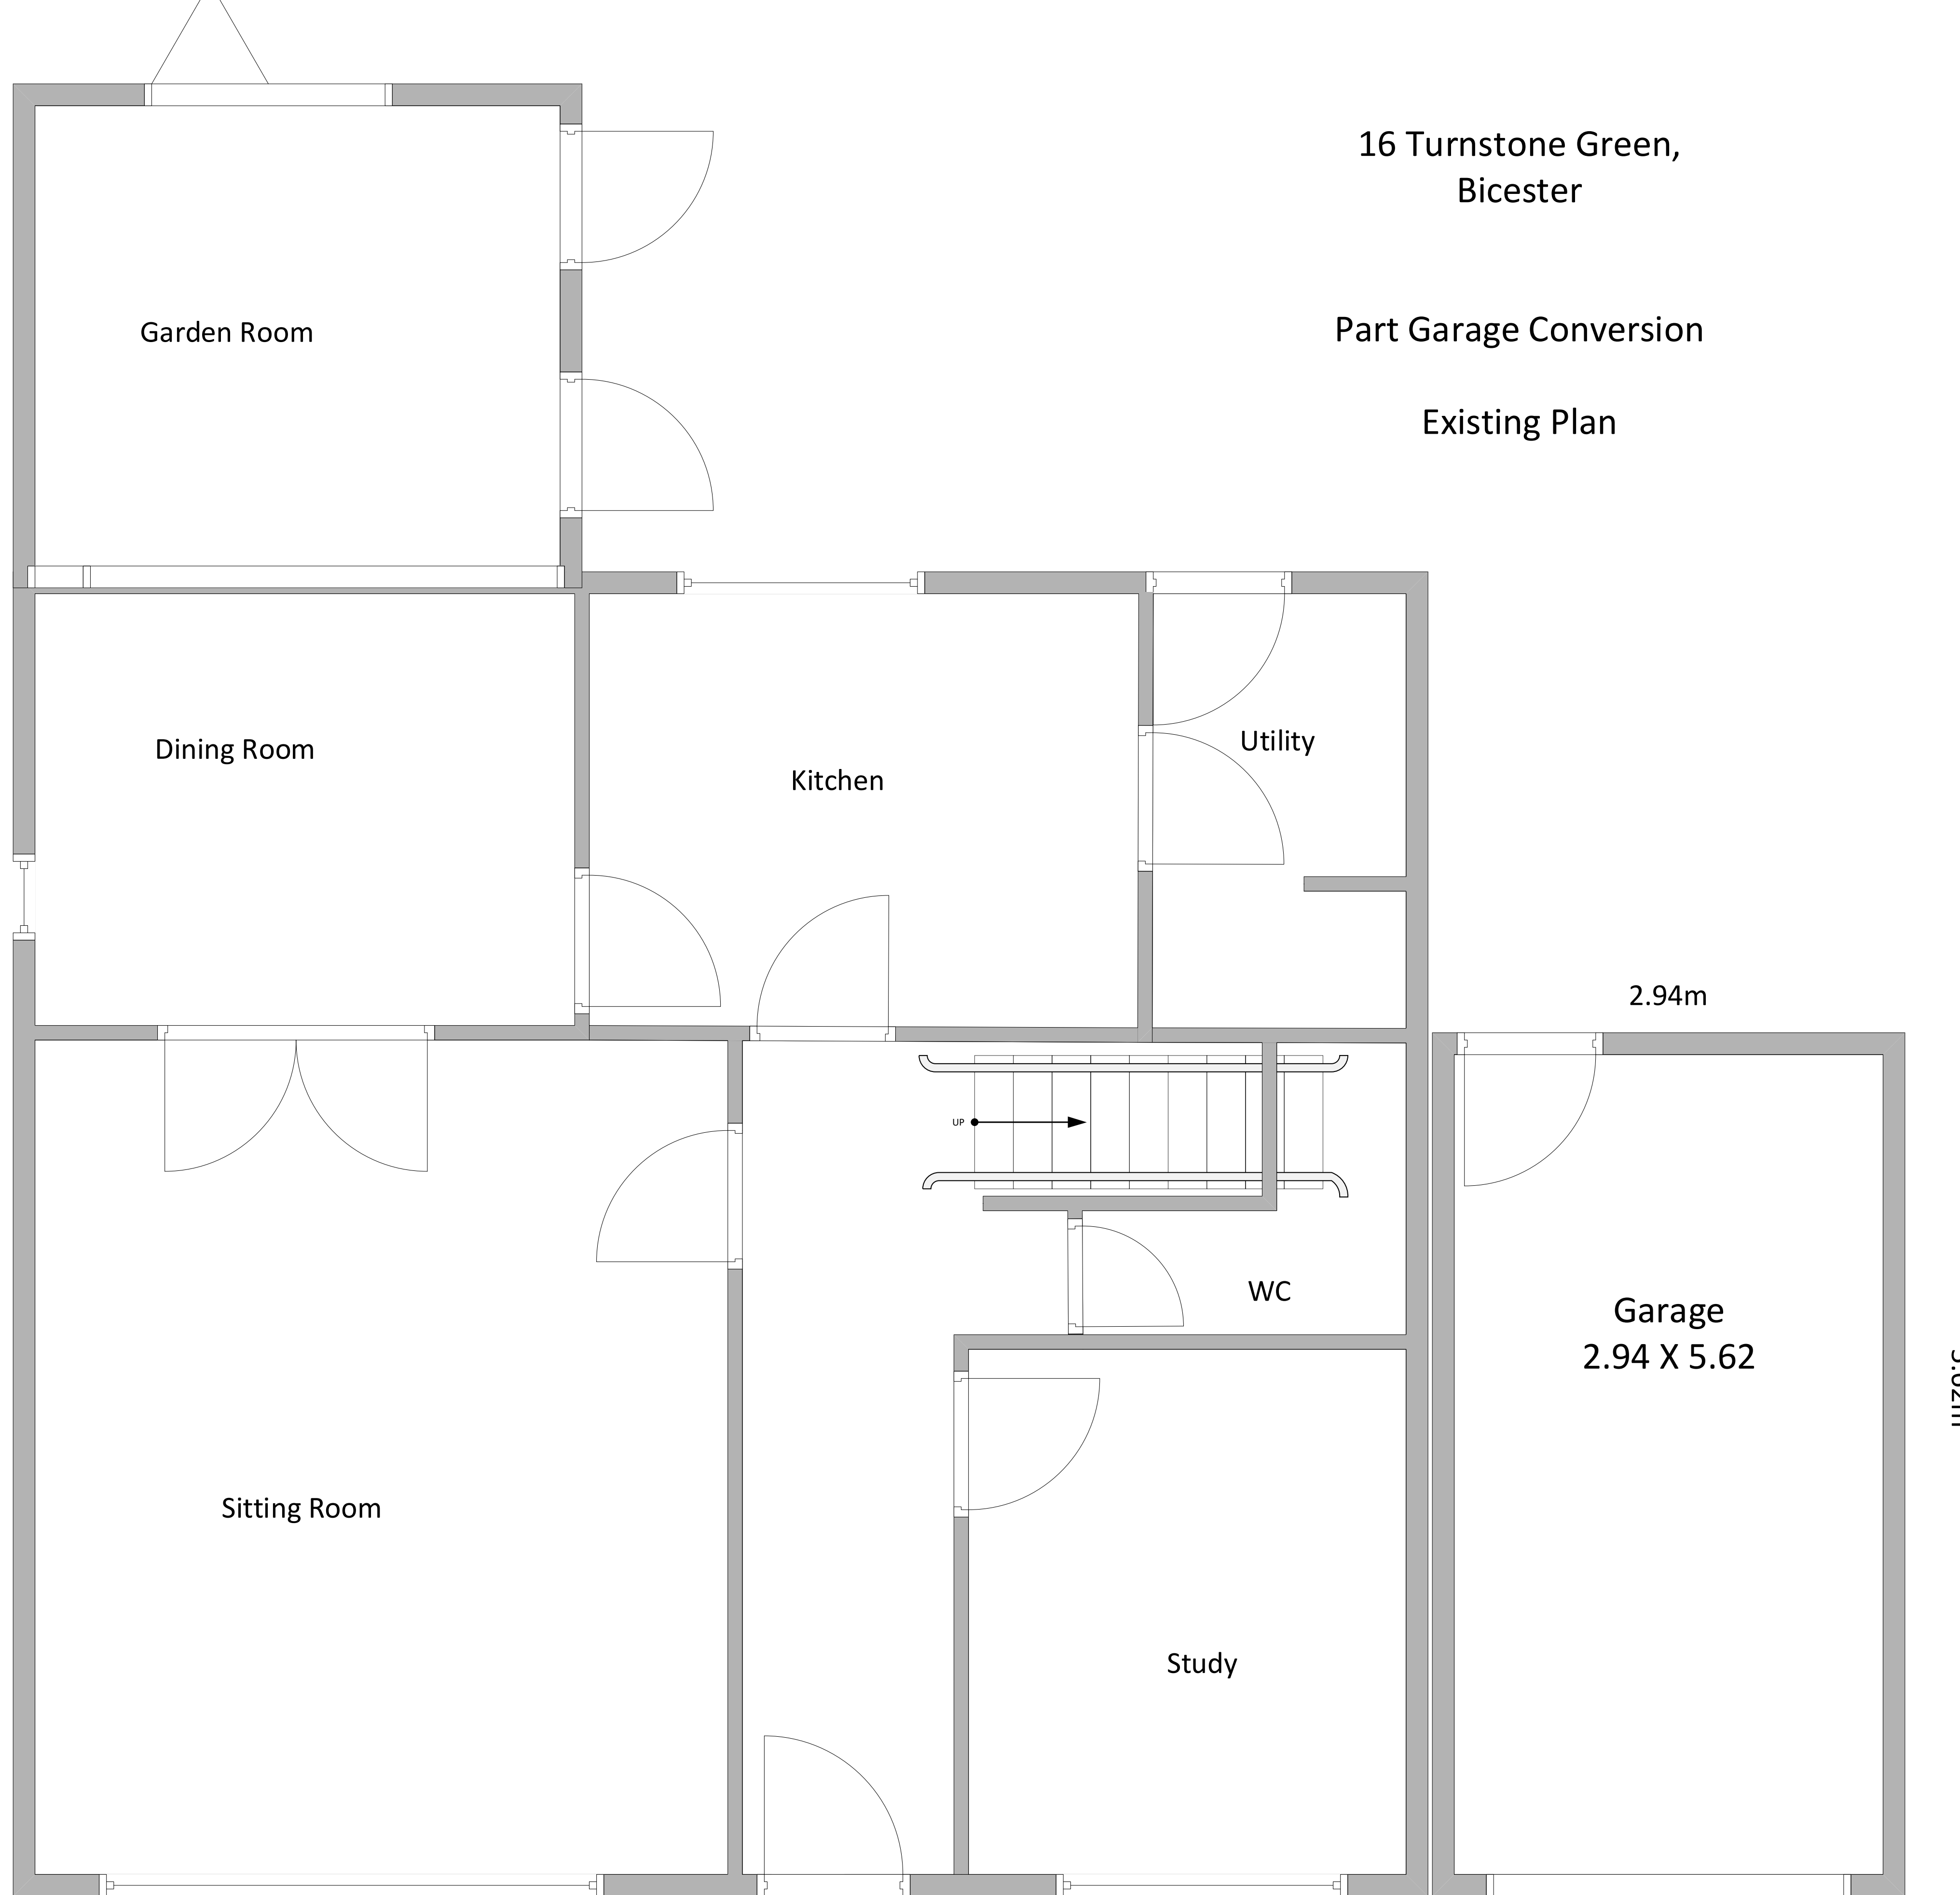 16 Turnstone Green,
Bicester
Part Garage Conversion
Existing Plan
Garden Room
Dining Room
Kitchen
Utility
2.94m
UP
WC
Garage
2.94 X 5.62
Sitting Room
Study